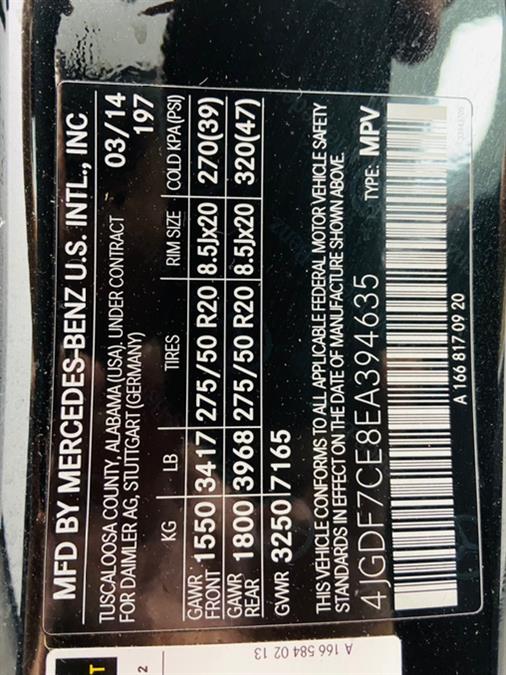 MFD BY MERCEDES-BENZ U.S. INTL., INC
TUSCALOOSA COUNTY, ALABAMA (USA). UNDER CONTRACT 03/14
FOR DAIMLER AG, STUTTGART (GERMANY) 197
KG LB TIRES RIM SIZE COLD KPA (PSI)
GAWR FRONT 1550 3417 275/50 R20 8.5Jx20 270(39)
GAWR REAR 1800 3968 275/50 R20 8.5Jx20 320(47)
GVWR 3250 7165
THIS VEHICLE CONFORMS TO ALL APPLICABLE FEDERAL MOTOR VEHICLE SAFETY
STANDARDS IN EFFECT ON THE DATE OF MANUFACTURE SHOWN ABOVE.
4JGDF7CE8EA394635 TYPE: MPV
A 166 817 09 20
A 166 584 02 13
2